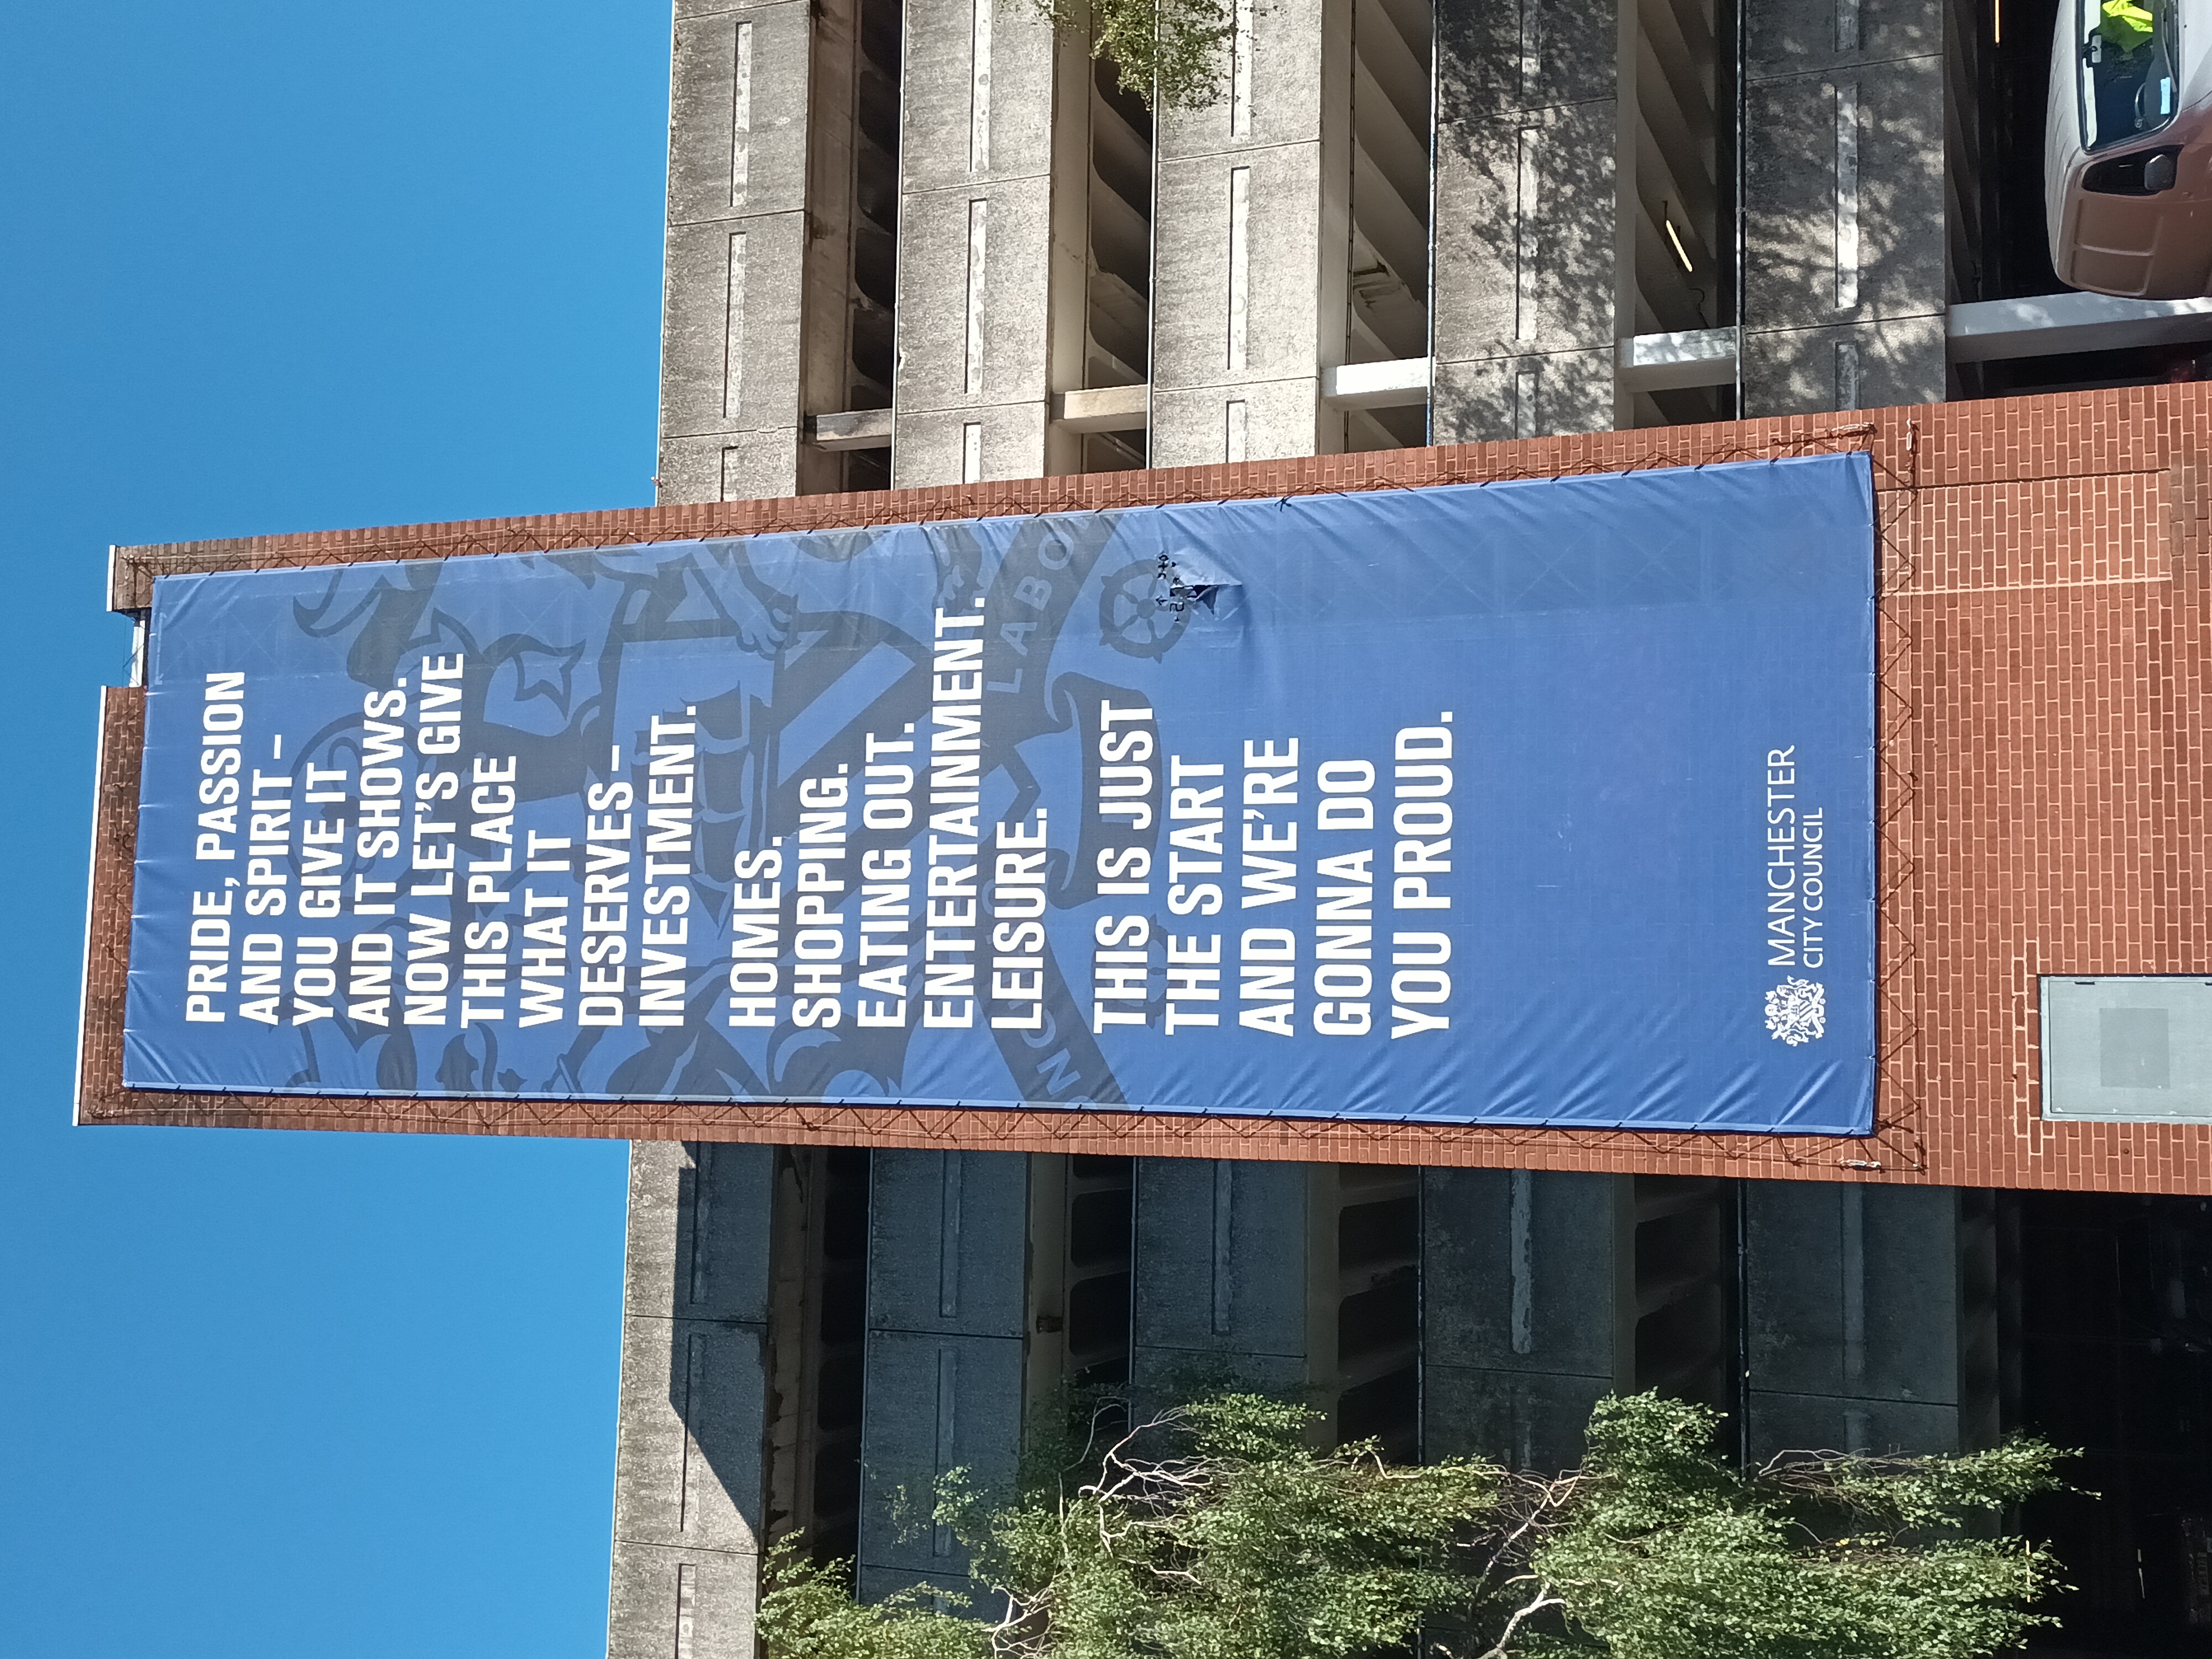 PRIDE, PASSION
AND SPIRIT –
YOU GIVE IT
AND IT SHOWS.
NOW LET'S GIVE
THIS PLACE
WHAT IT
DESERVES –
INVESTMENT.
HOMES.
SHOPPING.
EATING OUT.
ENTERTAINMENT.
LEISURE.
THIS IS JUST
THE START
AND WE'RE
GONNA DO
YOU PROUD.
MANCHESTER
CITY COUNCIL